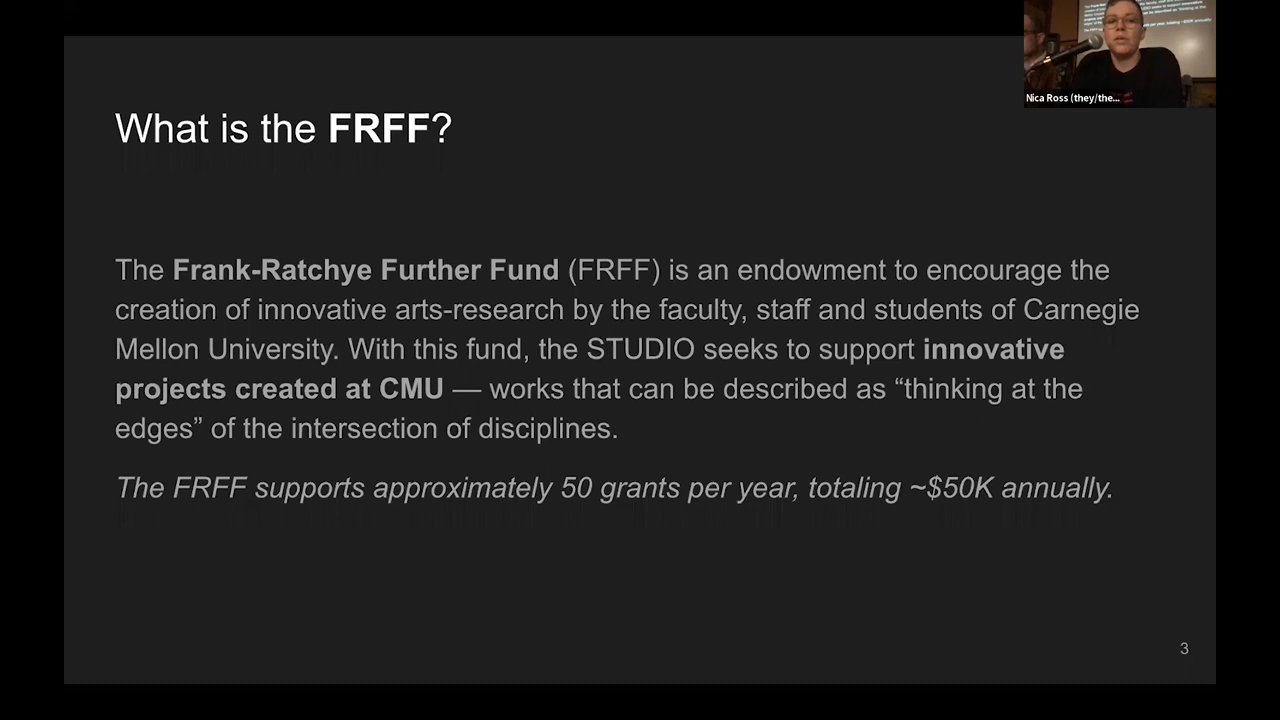 Nica Ross (they/the...
What is the FRFF?
The Frank-Ratchye Further Fund (FRFF) is an endowment to encourage the
creation of innovative arts-research by the faculty, staff and students of Carnegie
Mellon University. With this fund, the STUDIO seeks to support innovative
projects created at CMU — works that can be described as “thinking at the
edges” of the intersection of disciplines.
The FRFF supports approximately 50 grants per year, totaling ~$50K annually.
3